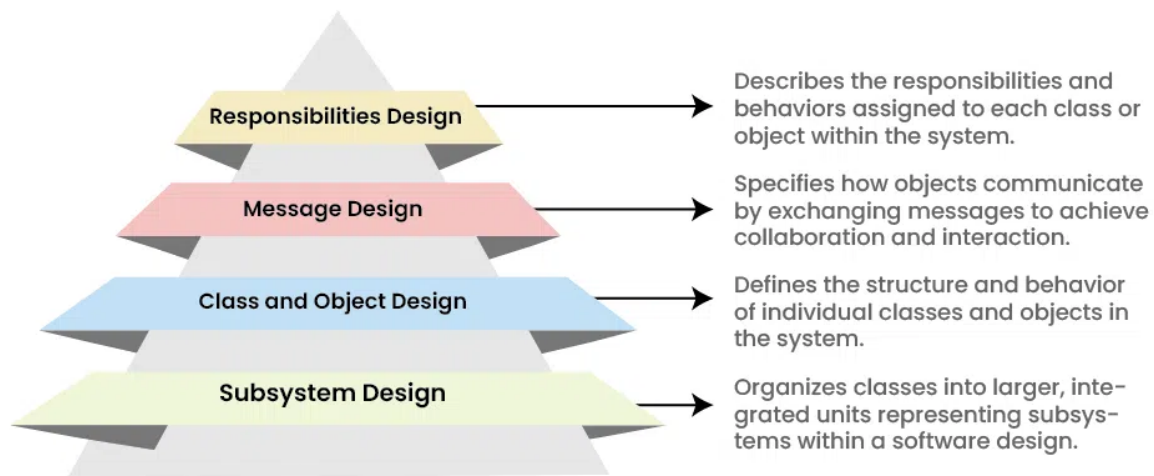 Responsibilities Design
Describes the responsibilities and
behaviors assigned to each class or
object within the system.
Message Design
Specifies how objects communicate
by exchanging messages to achieve
collaboration and interaction.
Class and Object Design
Defines the structure and behavior
of individual classes and objects in
the system.
Subsystem Design
Organizes classes into larger, inte-
grated units representing subsys-
tems within a software design.